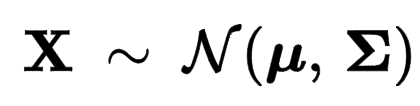 𝐗 ∼ 𝒩(𝝁, 𝚺)